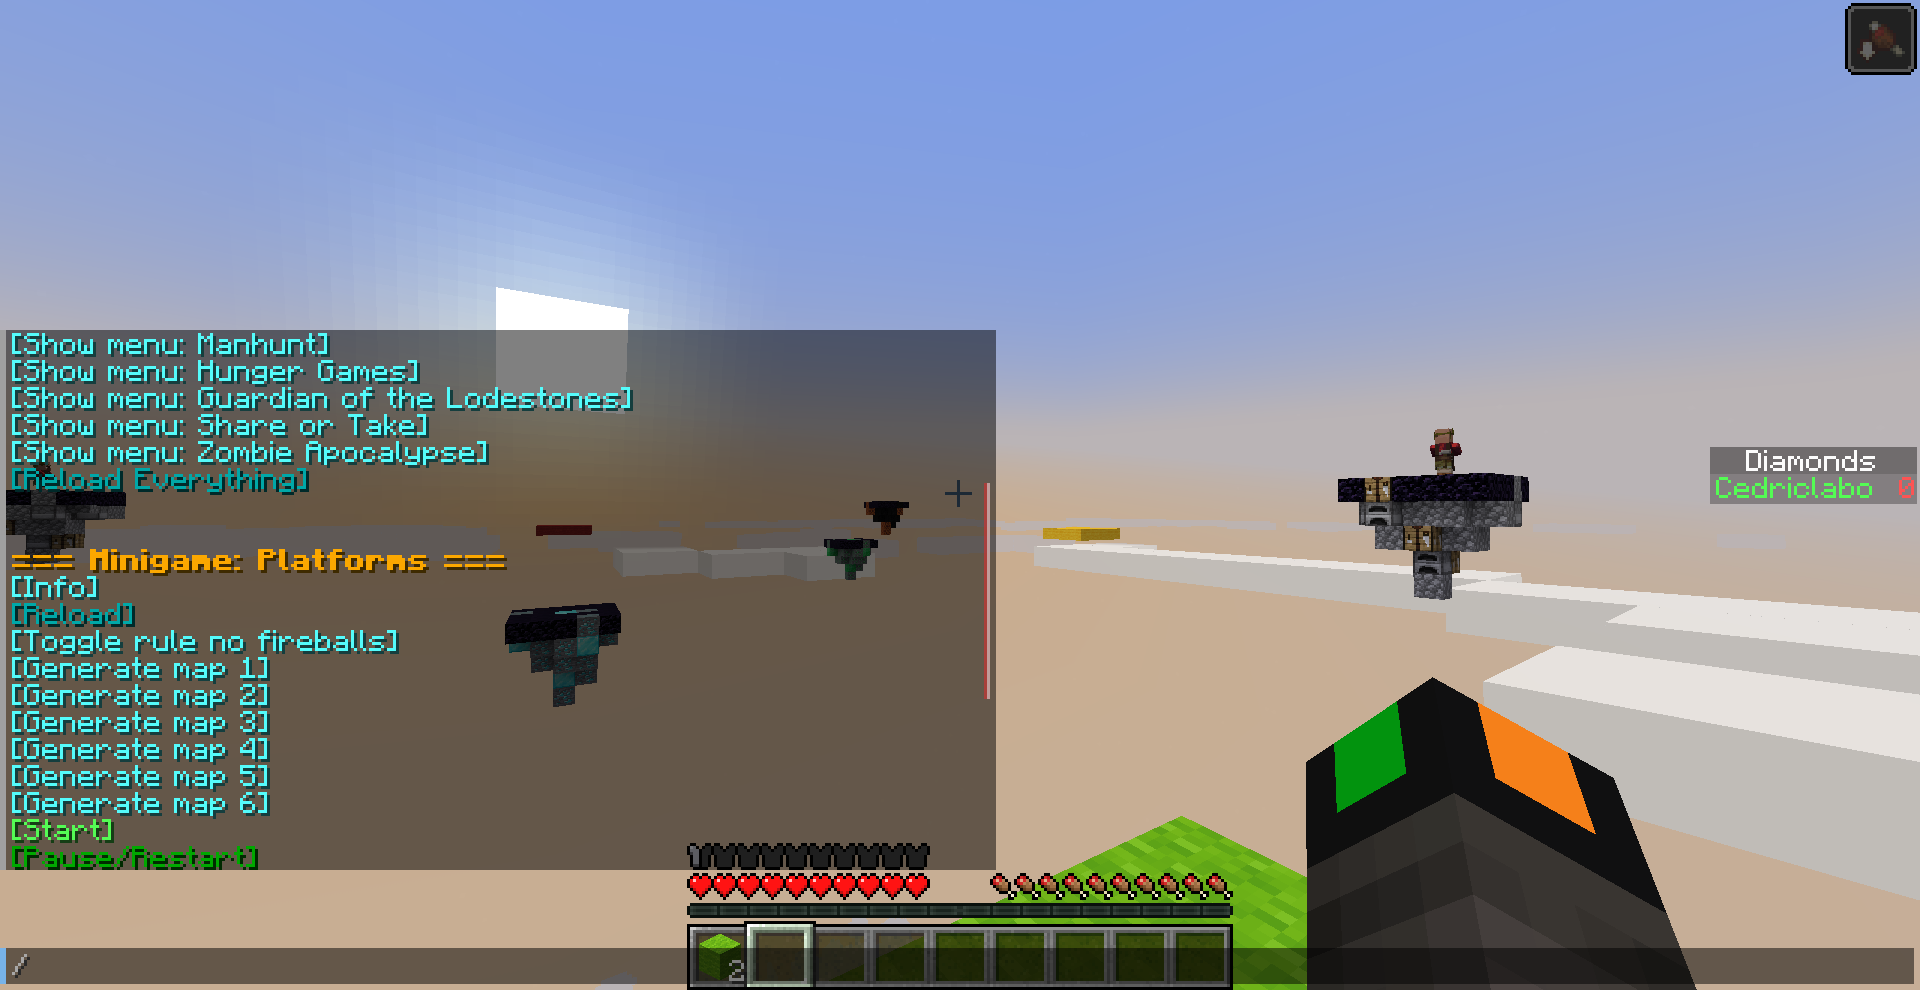 [Show menu: Manhunt]
[Show menu: Hunger Games]
[Show menu: Guardian of the Lodestones]
[Show menu: Share or Take]
[Show menu: Zombie Apocalypse]
[Reload Everything]
=== Minigame: Platforms ===
[Info]
[Reload]
[Toggle rule no fireballs]
[Generate map 1]
[Generate map 2]
[Generate map 3]
[Generate map 4]
[Generate map 5]
[Generate map 6]
[Start]
[Pause/Restart]
Diamonds
Cedriclabo 0
2
/